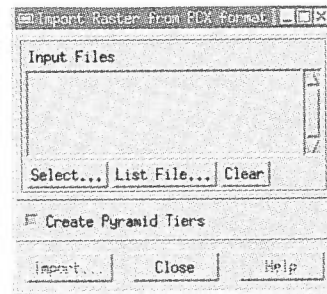 Import Raster from PCX format
Input Files
Select... List File... Clear
Create Pyramid Tiers
Import... Close Help